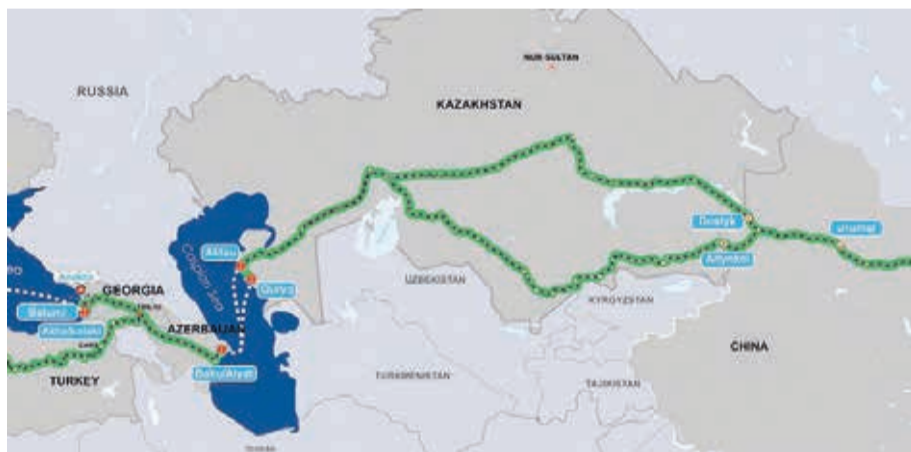 NUR-SULTAN
RUSSIA
KAZAKHSTAN
Dostyk
Urumqi
Aktau
Altynkol
Caspian Sea
Kuryk
UZBEKISTAN
GEORGIA
KYRGYZSTAN
Batumi
AZERBAIJAN
Akhalkalaki
CHINA
Baku/Alyat
TURKMENISTAN
TURKEY
TAJIKISTAN